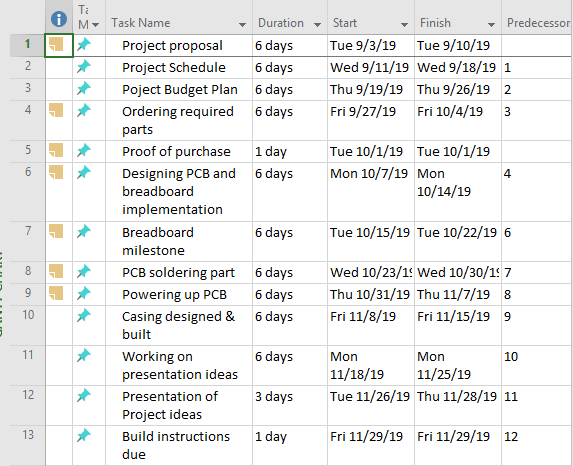 Ta M Task Name Duration Start Finish Predecessor
1 Project proposal 6 days Tue 9/3/19 Tue 9/10/19
2 Project Schedule 6 days Wed 9/11/19 Wed 9/18/19 1
3 Poject Budget Plan 6 days Thu 9/19/19 Thu 9/26/19 2
4 Ordering required 6 days Fri 9/27/19 Fri 10/4/19 3
parts
5 Proof of purchase 1 day Tue 10/1/19 Tue 10/1/19
6 Designing PCB and 6 days Mon 10/7/19 Mon 4
breadboard 10/14/19
implementation
7 Breadboard 6 days Tue 10/15/19 Tue 10/22/19 6
milestone
8 PCB soldering part 6 days Wed 10/23/19 Wed 10/30/19 7
9 Powering up PCB 6 days Thu 10/31/19 Thu 11/7/19 8
10 Casing designed & 6 days Fri 11/8/19 Fri 11/15/19 9
built
11 Working on 6 days Mon Mon 10
presentation ideas 11/18/19 11/25/19
12 Presentation of 3 days Tue 11/26/19 Thu 11/28/19 11
Project ideas
13 Build instructions 1 day Fri 11/29/19 Fri 11/29/19 12
due